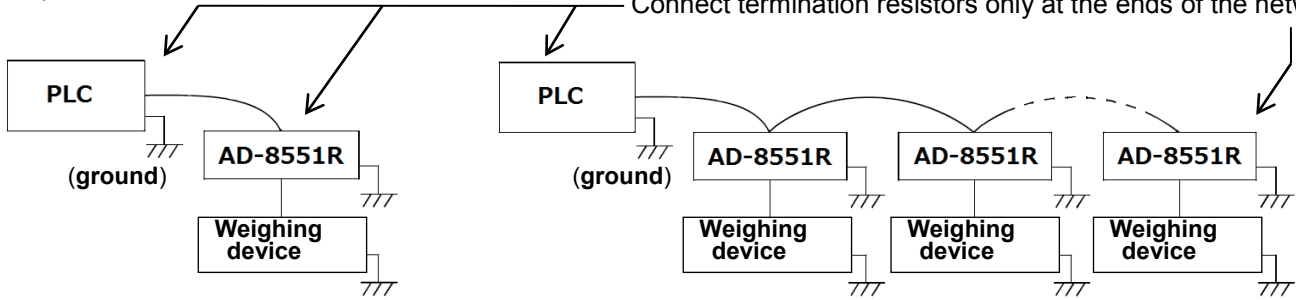 Connect termination resistors only at the ends of the
PLC
PLC
AD-8551R
AD-8551R
AD-8551R
AD-8551R
(ground)
(ground)
Weighing
device
Weighing
device
Weighing
device
Weighing
device